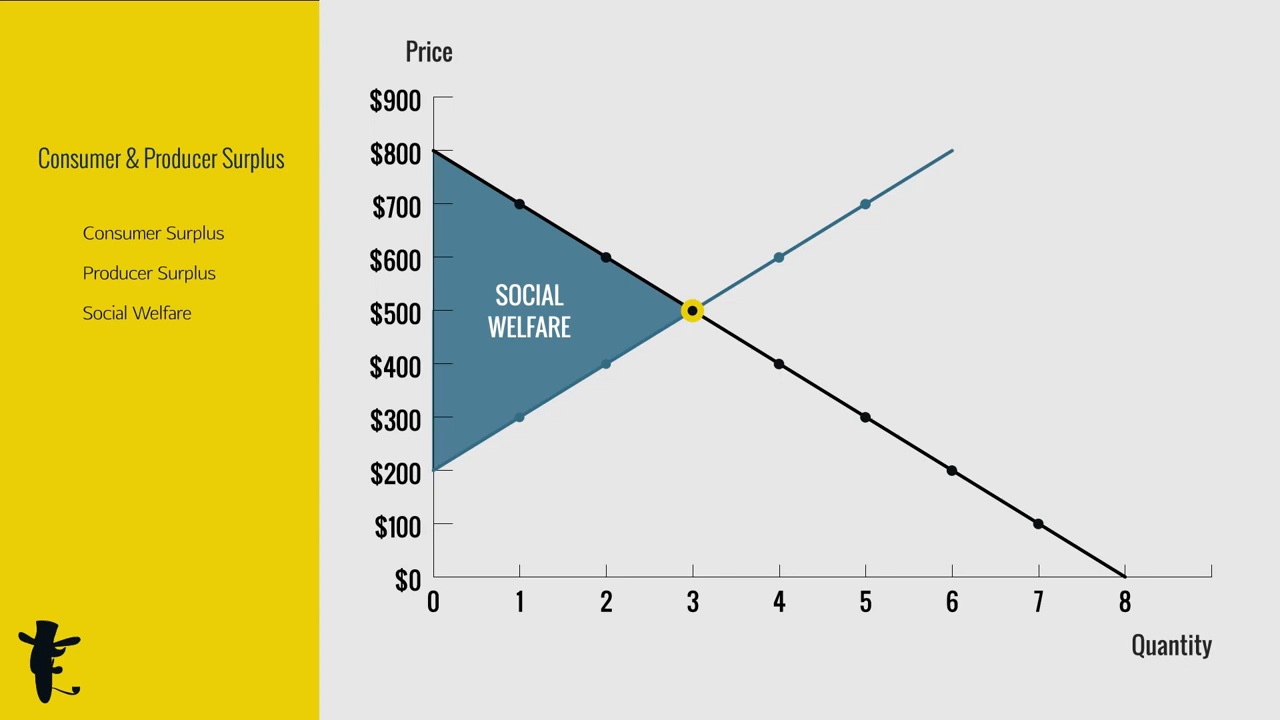 Consumer & Producer Surplus
Consumer Surplus
Producer Surplus
Social Welfare
Price
$900
$800
$700
$600
$500
$400
$300
$200
$100
$0
SOCIAL
WELFARE
0 1 2 3 4 5 6 7 8
Quantity